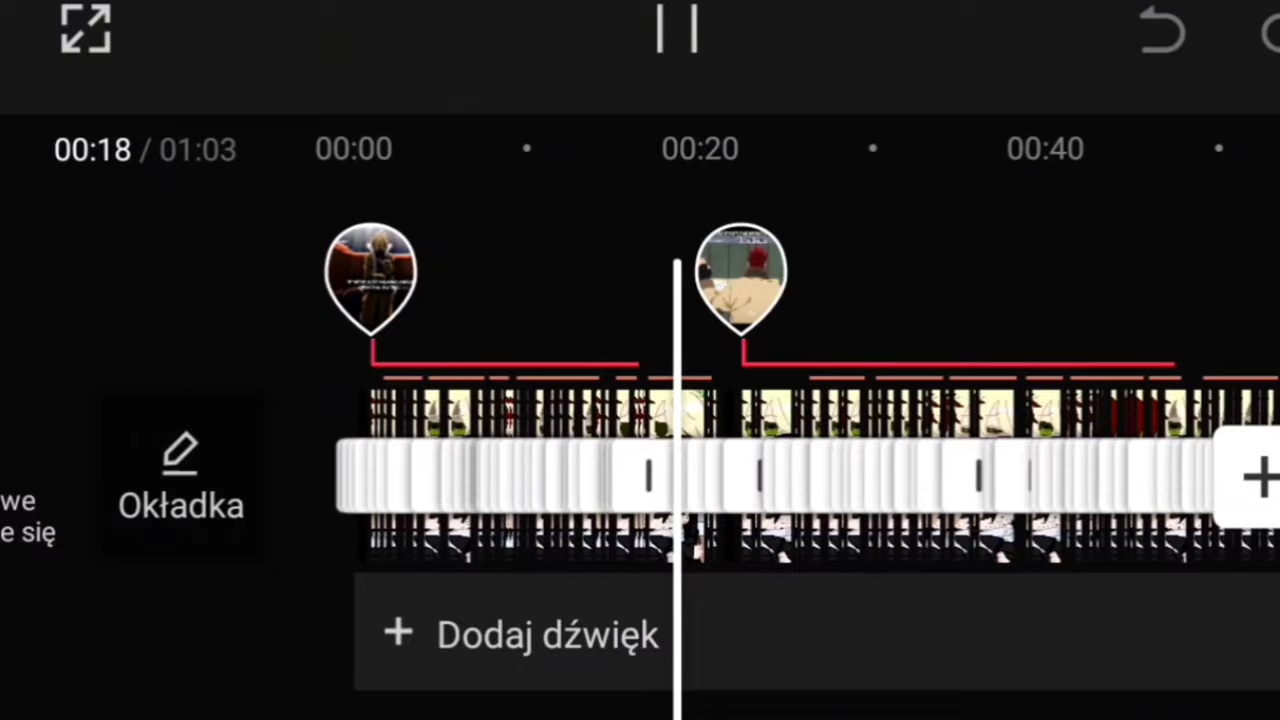 00:18 / 01:03 00:00 00:20 00:40
we
e się
Okładka
+ Dodaj dźwięk